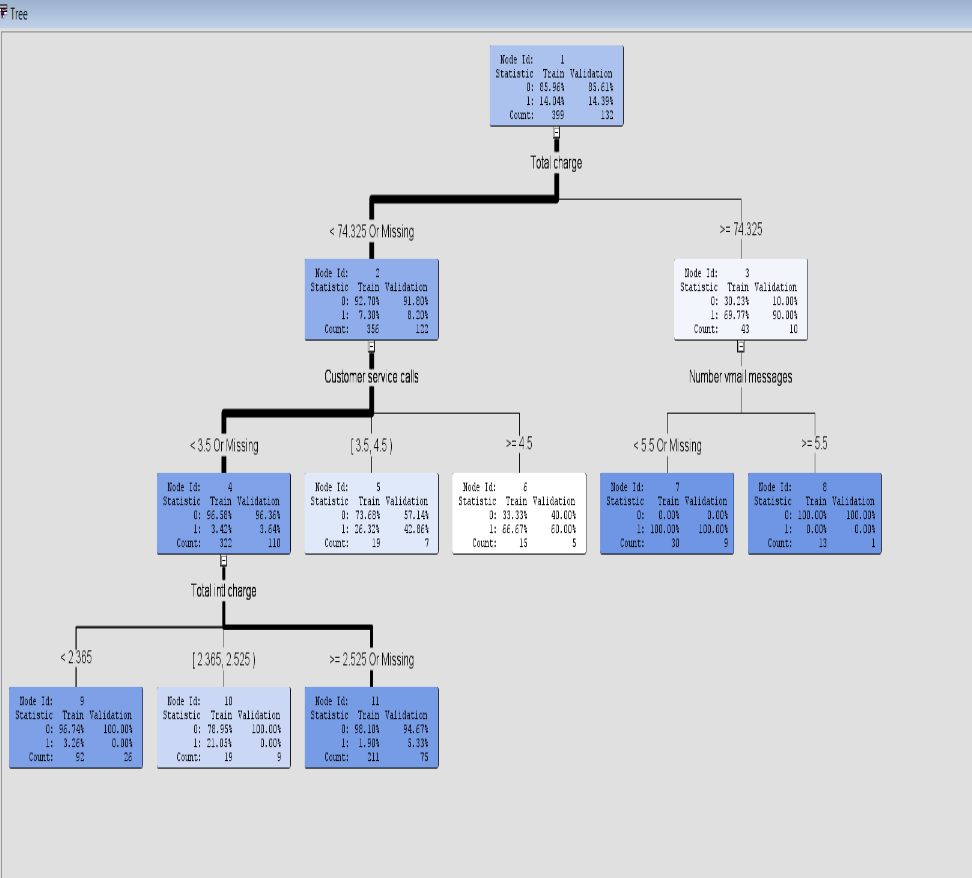 Tree
Node Id: 1
Statistic Train Validation
0: 85.96% 85.61%
1: 14.04% 14.39%
Count: 399 132
Total charge
< 74.325 Or Missing
>= 74.325
Node Id: 2
Statistic Train Validation
0: 92.70% 91.80%
1: 7.30% 8.20%
Count: 356 122
Node Id: 3
Statistic Train Validation
0: 30.23% 10.00%
1: 69.77% 90.00%
Count: 43 10
Customer service calls
Number vmail messages
< 3.5 Or Missing
[ 3.5, 4.5 )
>= 4.5
< 5.5 Or Missing
>= 5.5
Node Id: 4
Statistic Train Validation
0: 96.58% 96.36%
1: 3.42% 3.64%
Count: 322 110
Node Id: 5
Statistic Train Validation
0: 73.68% 57.14%
1: 26.32% 42.86%
Count: 19 7
Node Id: 6
Statistic Train Validation
0: 33.33% 40.00%
1: 66.67% 60.00%
Count: 15 5
Node Id: 7
Statistic Train Validation
0: 0.00% 0.00%
1: 100.00% 100.00%
Count: 30 9
Node Id: 8
Statistic Train Validation
0: 100.00% 100.00%
1: 0.00% 0.00%
Count: 13 1
Total intl charge
< 2.365
[ 2.365, 2.525 )
>= 2.525 Or Missing
Node Id: 9
Statistic Train Validation
0: 96.74% 100.00%
1: 3.26% 0.00%
Count: 92 26
Node Id: 10
Statistic Train Validation
0: 78.95% 100.00%
1: 21.05% 0.00%
Count: 19 9
Node Id: 11
Statistic Train Validation
0: 98.10% 94.67%
1: 1.90% 5.33%
Count: 211 75